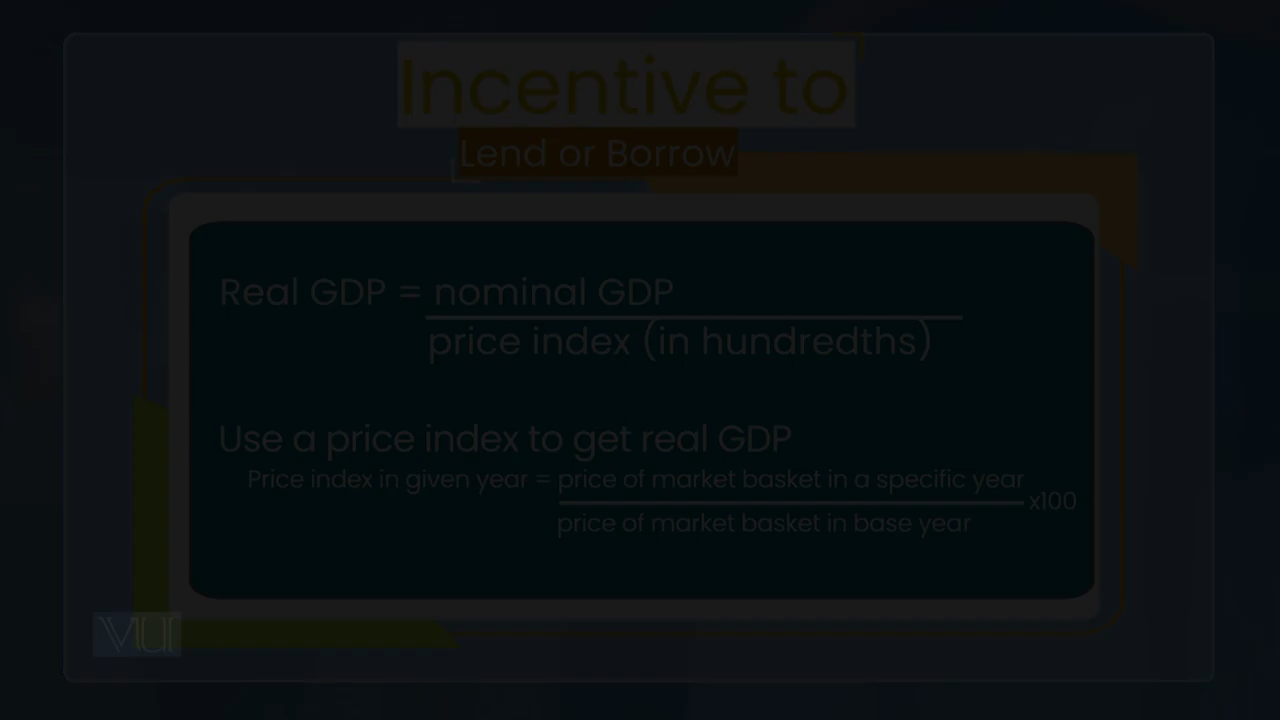 Incentive to
Lend or Borrow
Real GDP = nominal GDP
price index (in hundredths)
Use a price index to get real GDP
Price index in given year = price of market basket in a specific year
x100
price of market basket in base year
VU